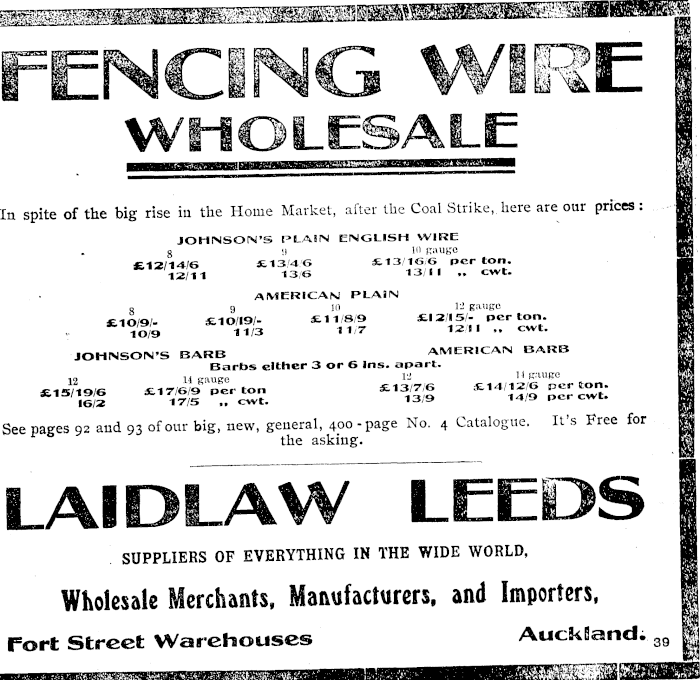 FENCING WIRE
WHOLESALE
In spite of the big rise in the Home Market, after the Coal Strike, here are our prices:
JOHNSON'S PLAIN ENGLISH WIRE
8 9 10 gauge
£12/14/6 £13/4/6 £13/16/6 per ton.
12/11 13/6 13/11 ,, cwt.
AMERICAN PLAIN
8 9 10 12 gauge
£10/9/- £10/19/- £11/8/9 £12/15/- per ton.
10/9 11/3 11/7 12/11 ,, cwt.
JOHNSON'S BARB AMERICAN BARB
Barbs either 3 or 6 ins. apart.
12 14 gauge 12 14 gauge
£15/19/6 £17/6/9 per ton £13/7/6 £14/12/6 per ton.
16/2 17/5 ,, cwt. 13/9 14/9 per cwt.
See pages 92 and 93 of our big, new, general, 400-page No. 4 Catalogue. It's Free for
the asking.
LAIDLAW LEEDS
SUPPLIERS OF EVERYTHING IN THE WIDE WORLD,
Wholesale Merchants, Manufacturers, and Importers,
Fort Street Warehouses Auckland. 39